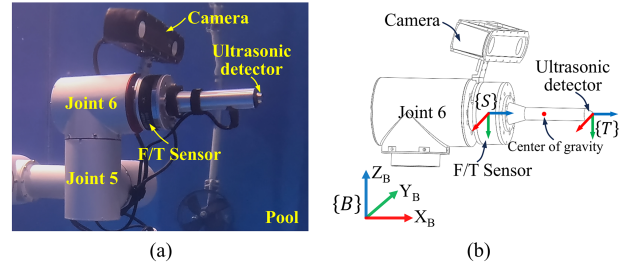 Camera
Ultrasonic
detector
Joint 6
F/T Sensor
Joint 5
Pool
(a)
Camera
Ultrasonic
detector
Joint 6
{S}
{T}
Center of gravity
F/T Sensor
Z_B
Y_B
{B}
X_B
(b)